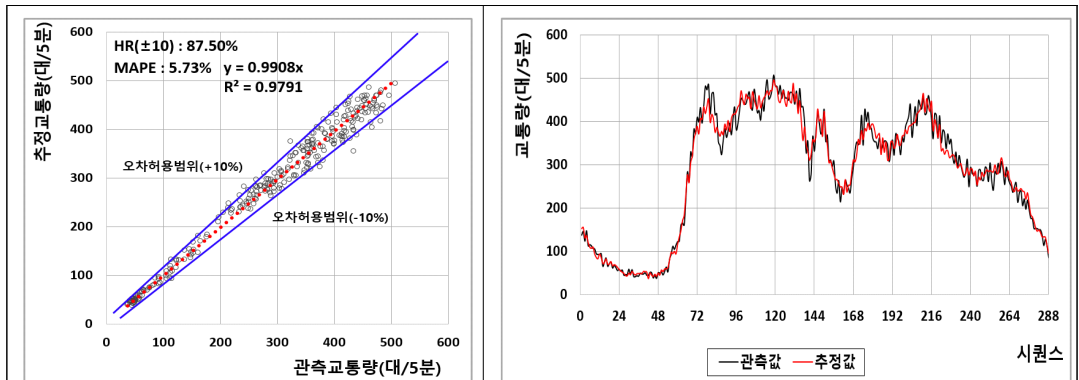 600
500
400
300
200
100
0
추정교통량(대/5분)
HR(±10) : 87.50%
MAPE : 5.73% y = 0.9908x
R² = 0.9791
오차허용범위(+10%)
오차허용범위(-10%)
0 100 200 300 400 500 600
관측교통량(대/5분)
600
500
400
300
200
100
0
교통량(대/5분)
0 24 48 72 96 120 144 168 192 216 240 264 288
관측값 추정값
시퀀스